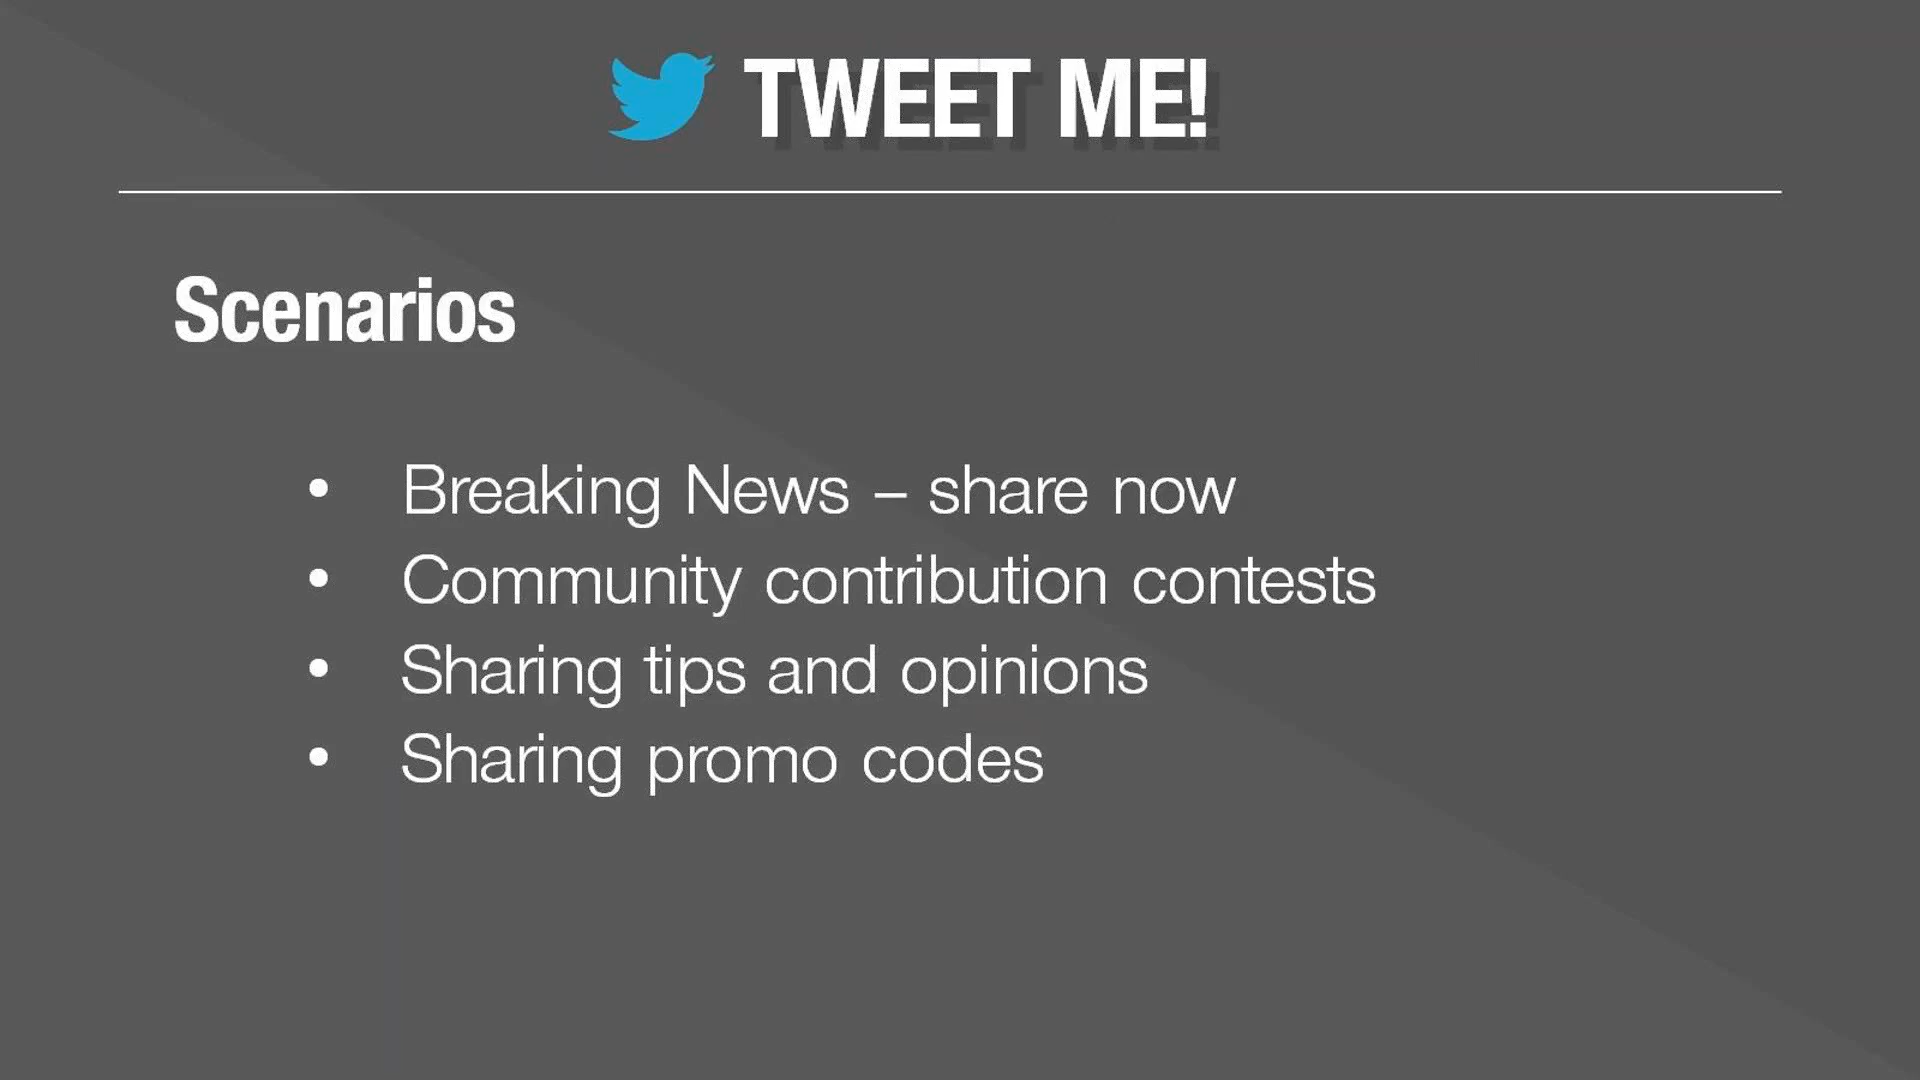 TWEET ME!
Scenarios
• Breaking News – share now
• Community contribution contests
• Sharing tips and opinions
• Sharing promo codes